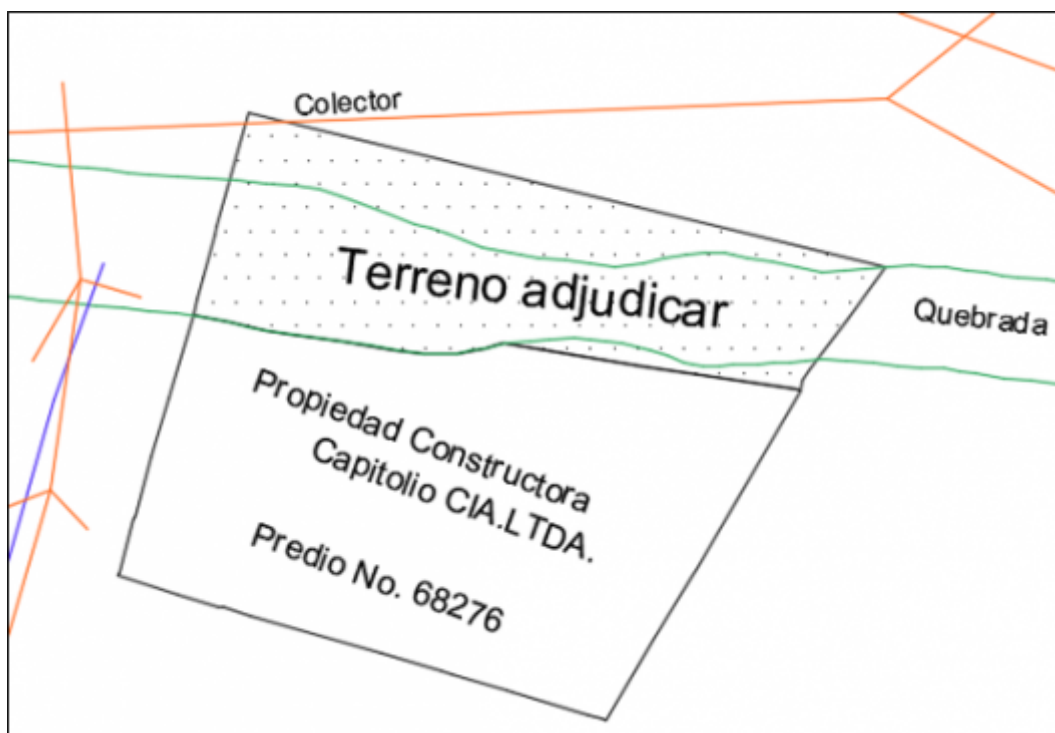 Colector
Terreno adjudicar
Quebrada
Propiedad Constructora
Capitolio CIA.LTDA.
Predio No. 68276